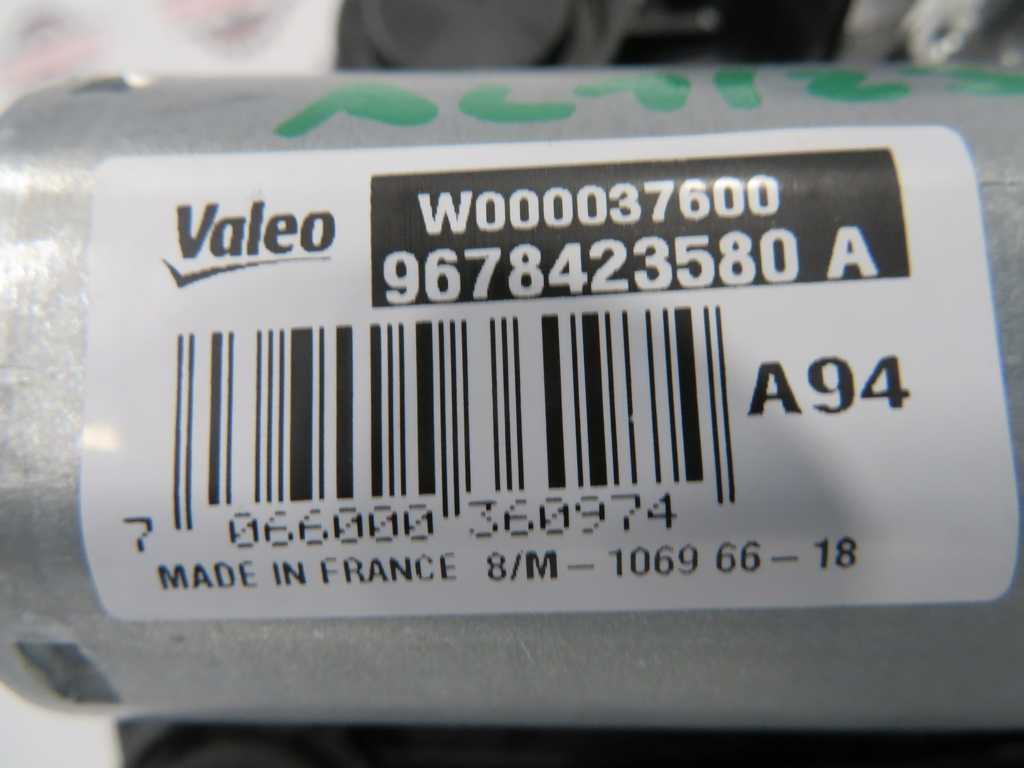 Valeo
W000037600
9678423580 A
A94
7 066000 360974
MADE IN FRANCE 8/M-1069 66-18